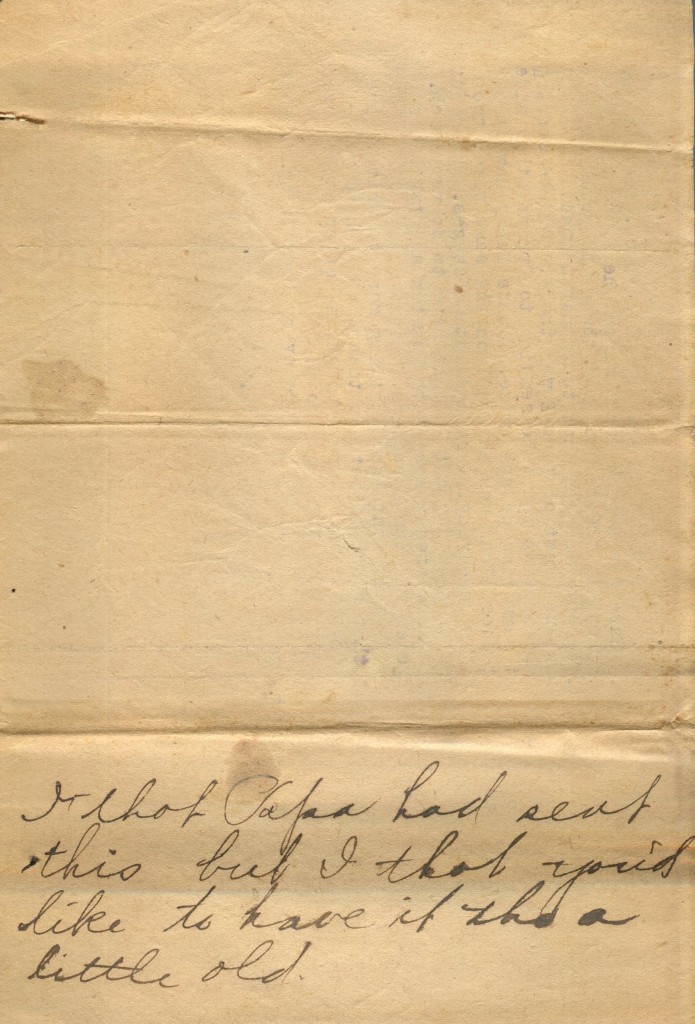 I thot Papa had sent
this but I thot you'd
like to have it tho a
little old.